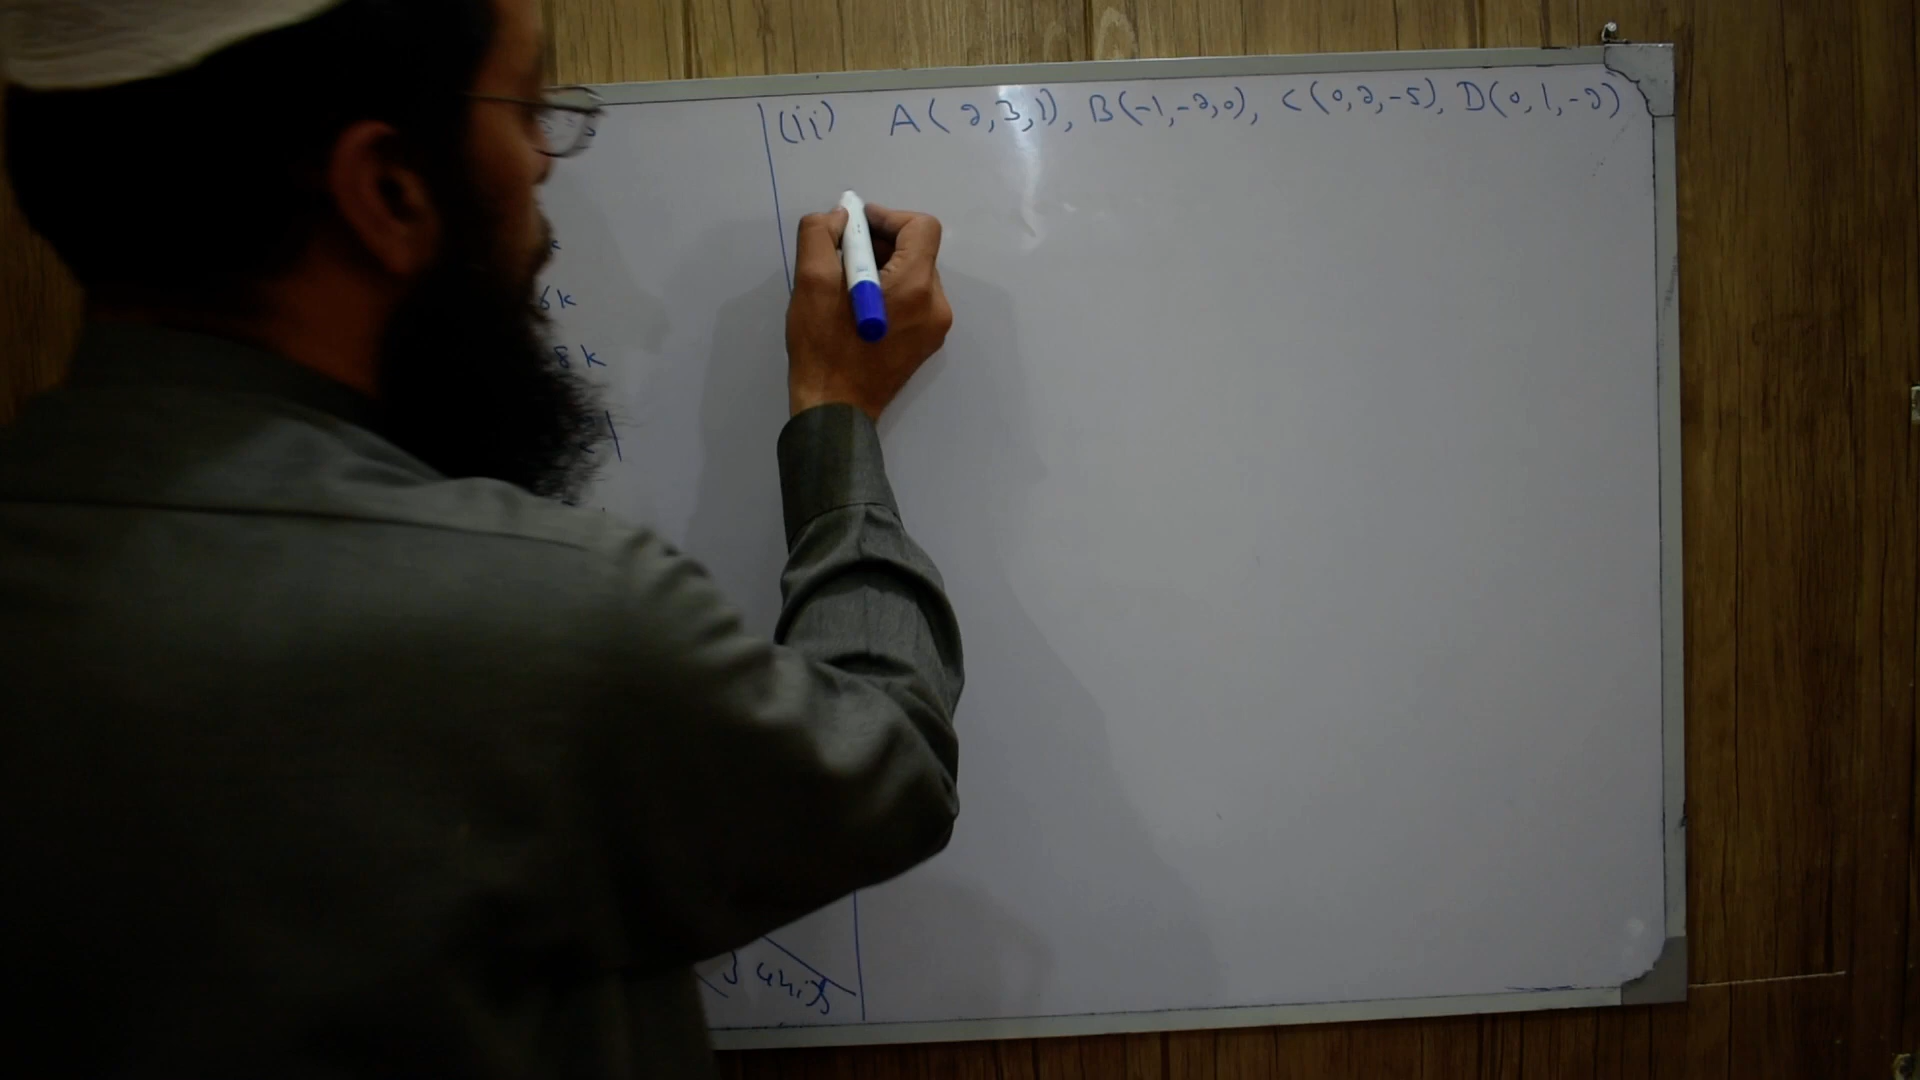 (ii) A(2,3,1), B(-1,-2,0), C(0,2,-5), D(0,1,-2)
6k
8k
3 units